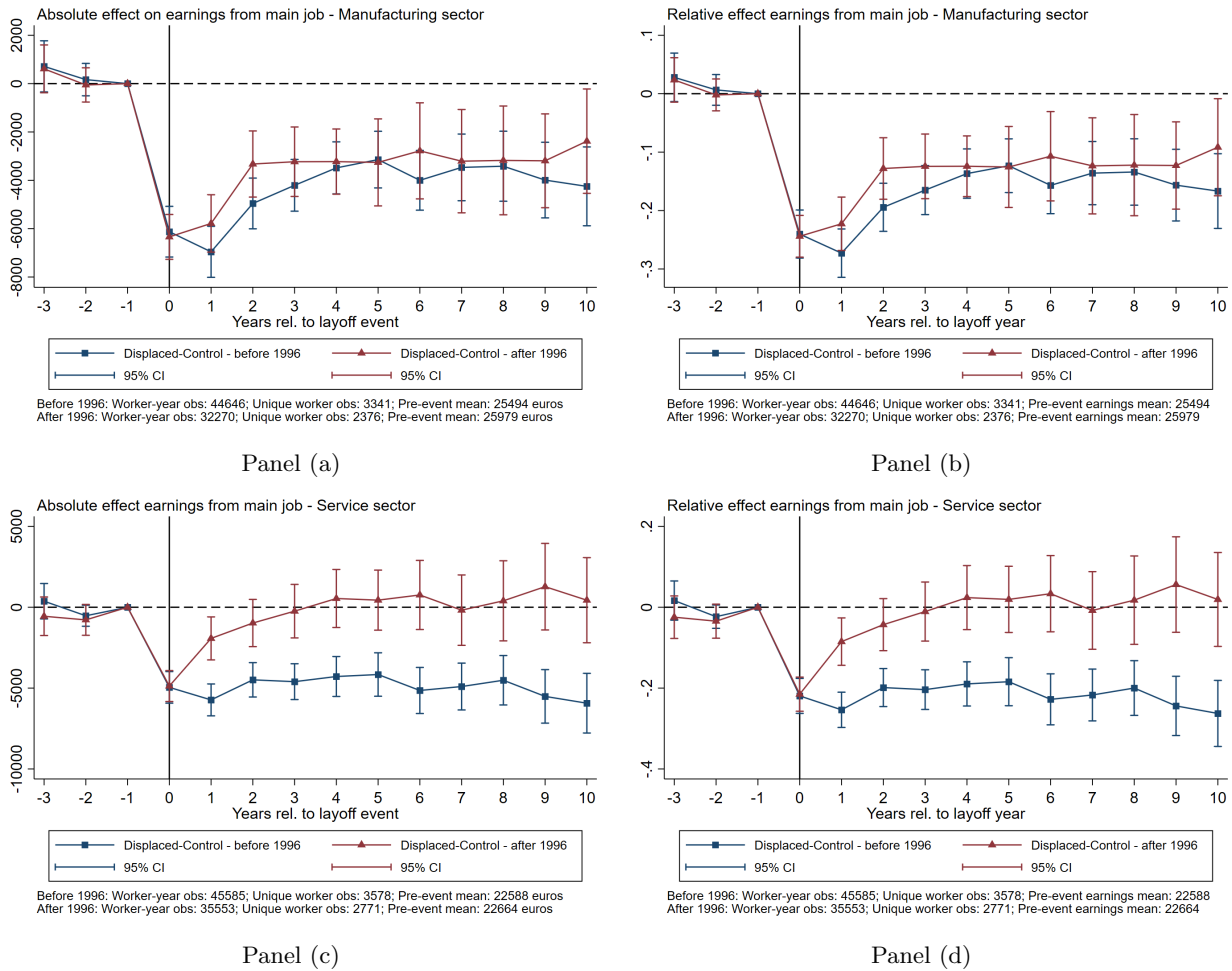 Absolute effect on earnings from main job - Manufacturing sector
2000
0
-2000
-4000
-6000
-8000
-3 -2 -1 0 1 2 3 4 5 6 7 8 9 10
Years rel. to layoff event
Displaced-Control - before 1996 Displaced-Control - after 1996
95% CI 95% CI
Before 1996: Worker-year obs: 44646; Unique worker obs: 3341; Pre-event mean: 25494 euros
After 1996: Worker-year obs: 32270; Unique worker obs: 2376; Pre-event mean: 25979 euros
Panel (a)
Relative effect earnings from main job - Manufacturing sector
.1
0
-.1
-.2
-.3
-3 -2 -1 0 1 2 3 4 5 6 7 8 9 10
Years rel. to layoff year
Displaced-Control - before 1996 Displaced-Control - after 1996
95% CI 95% CI
Before 1996: Worker-year obs: 44646; Unique worker obs: 3341; Pre-event earnings mean: 25494
After 1996: Worker-year obs: 32270; Unique worker obs: 2376; Pre-event earnings mean: 25979
Panel (b)
Absolute effect earnings from main job - Service sector
5000
0
-5000
-10000
-3 -2 -1 0 1 2 3 4 5 6 7 8 9 10
Years rel. to layoff event
Displaced-Control - before 1996 Displaced-Control - after 1996
95% CI 95% CI
Before 1996: Worker-year obs: 45585; Unique worker obs: 3578; Pre-event mean: 22588 euros
After 1996: Worker-year obs: 35553; Unique worker obs: 2771; Pre-event mean: 22664 euros
Panel (c)
Relative effect earnings from main job - Service sector
.2
0
-.2
-.4
-3 -2 -1 0 1 2 3 4 5 6 7 8 9 10
Years rel. to layoff year
Displaced-Control - before 1996 Displaced-Control - after 1996
95% CI 95% CI
Before 1996: Worker-year obs: 45585; Unique worker obs: 3578; Pre-event earnings mean: 22588
After 1996: Worker-year obs: 35553; Unique worker obs: 2771; Pre-event earnings mean: 22664
Panel (d)